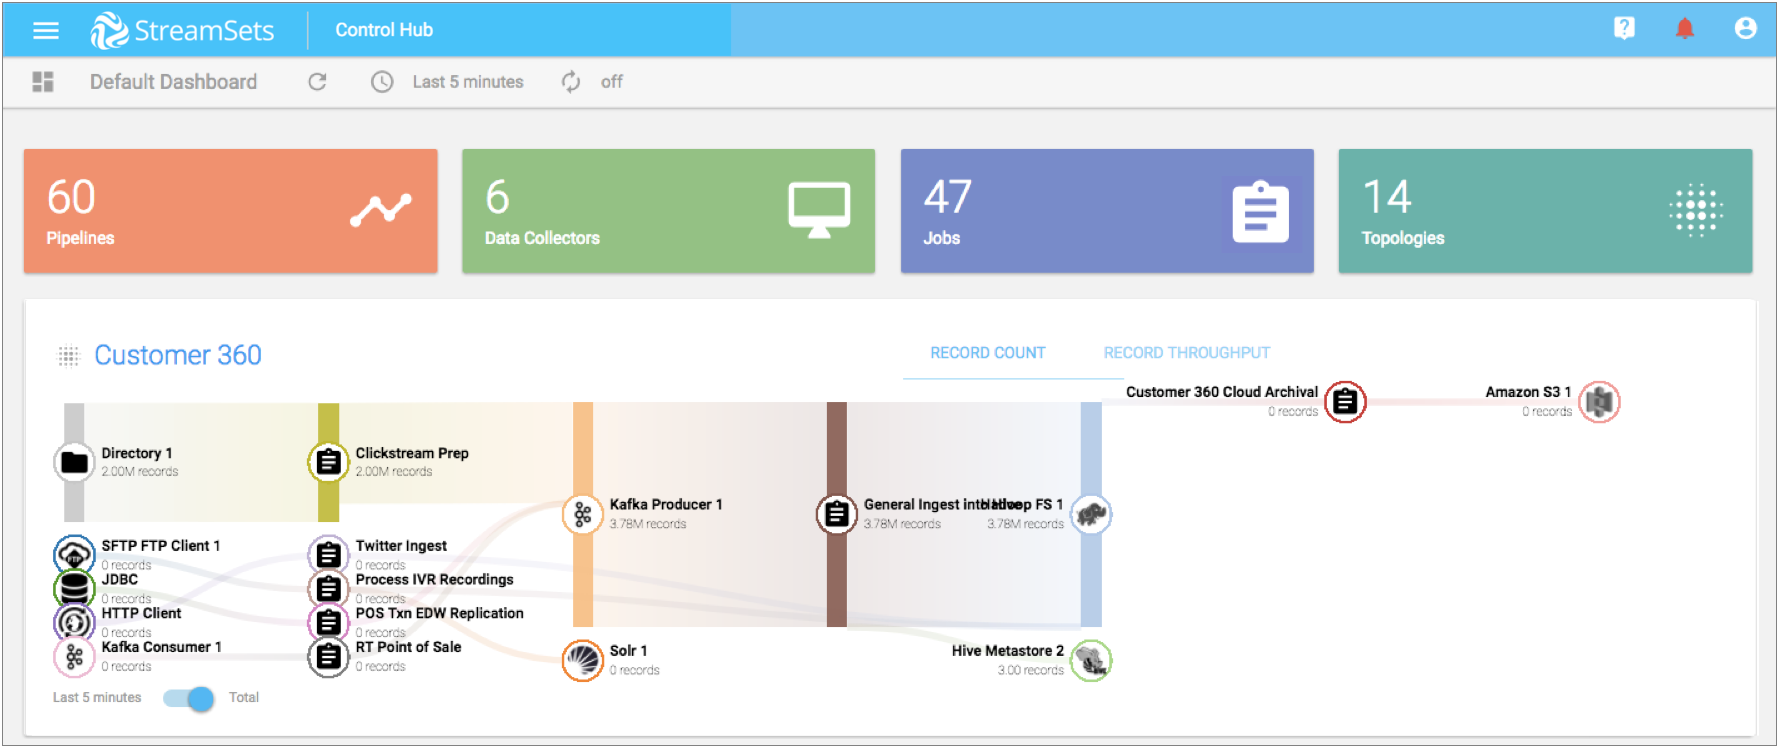 StreamSets
Control Hub
Default Dashboard
Last 5 minutes
off
60
Pipelines
6
Data Collectors
47
Jobs
14
Topologies
Customer 360
RECORD COUNT
RECORD THROUGHPUT
Customer 360 Cloud Archival
0 records
Amazon S3 1
0 records
Directory 1
2.00M records
Clickstream Prep
2.00M records
Kafka Producer 1
3.78M records
General Ingest into Hive
3.78M records
Hadoop FS 1
3.78M records
SFTP FTP Client 1
0 records
JDBC
0 records
HTTP Client
0 records
Kafka Consumer 1
0 records
Twitter Ingest
0 records
Process IVR Recordings
0 records
POS Txn EDW Replication
0 records
RT Point of Sale
0 records
Solr 1
0 records
Hive Metastore 2
3.00 records
Last 5 minutes
Total